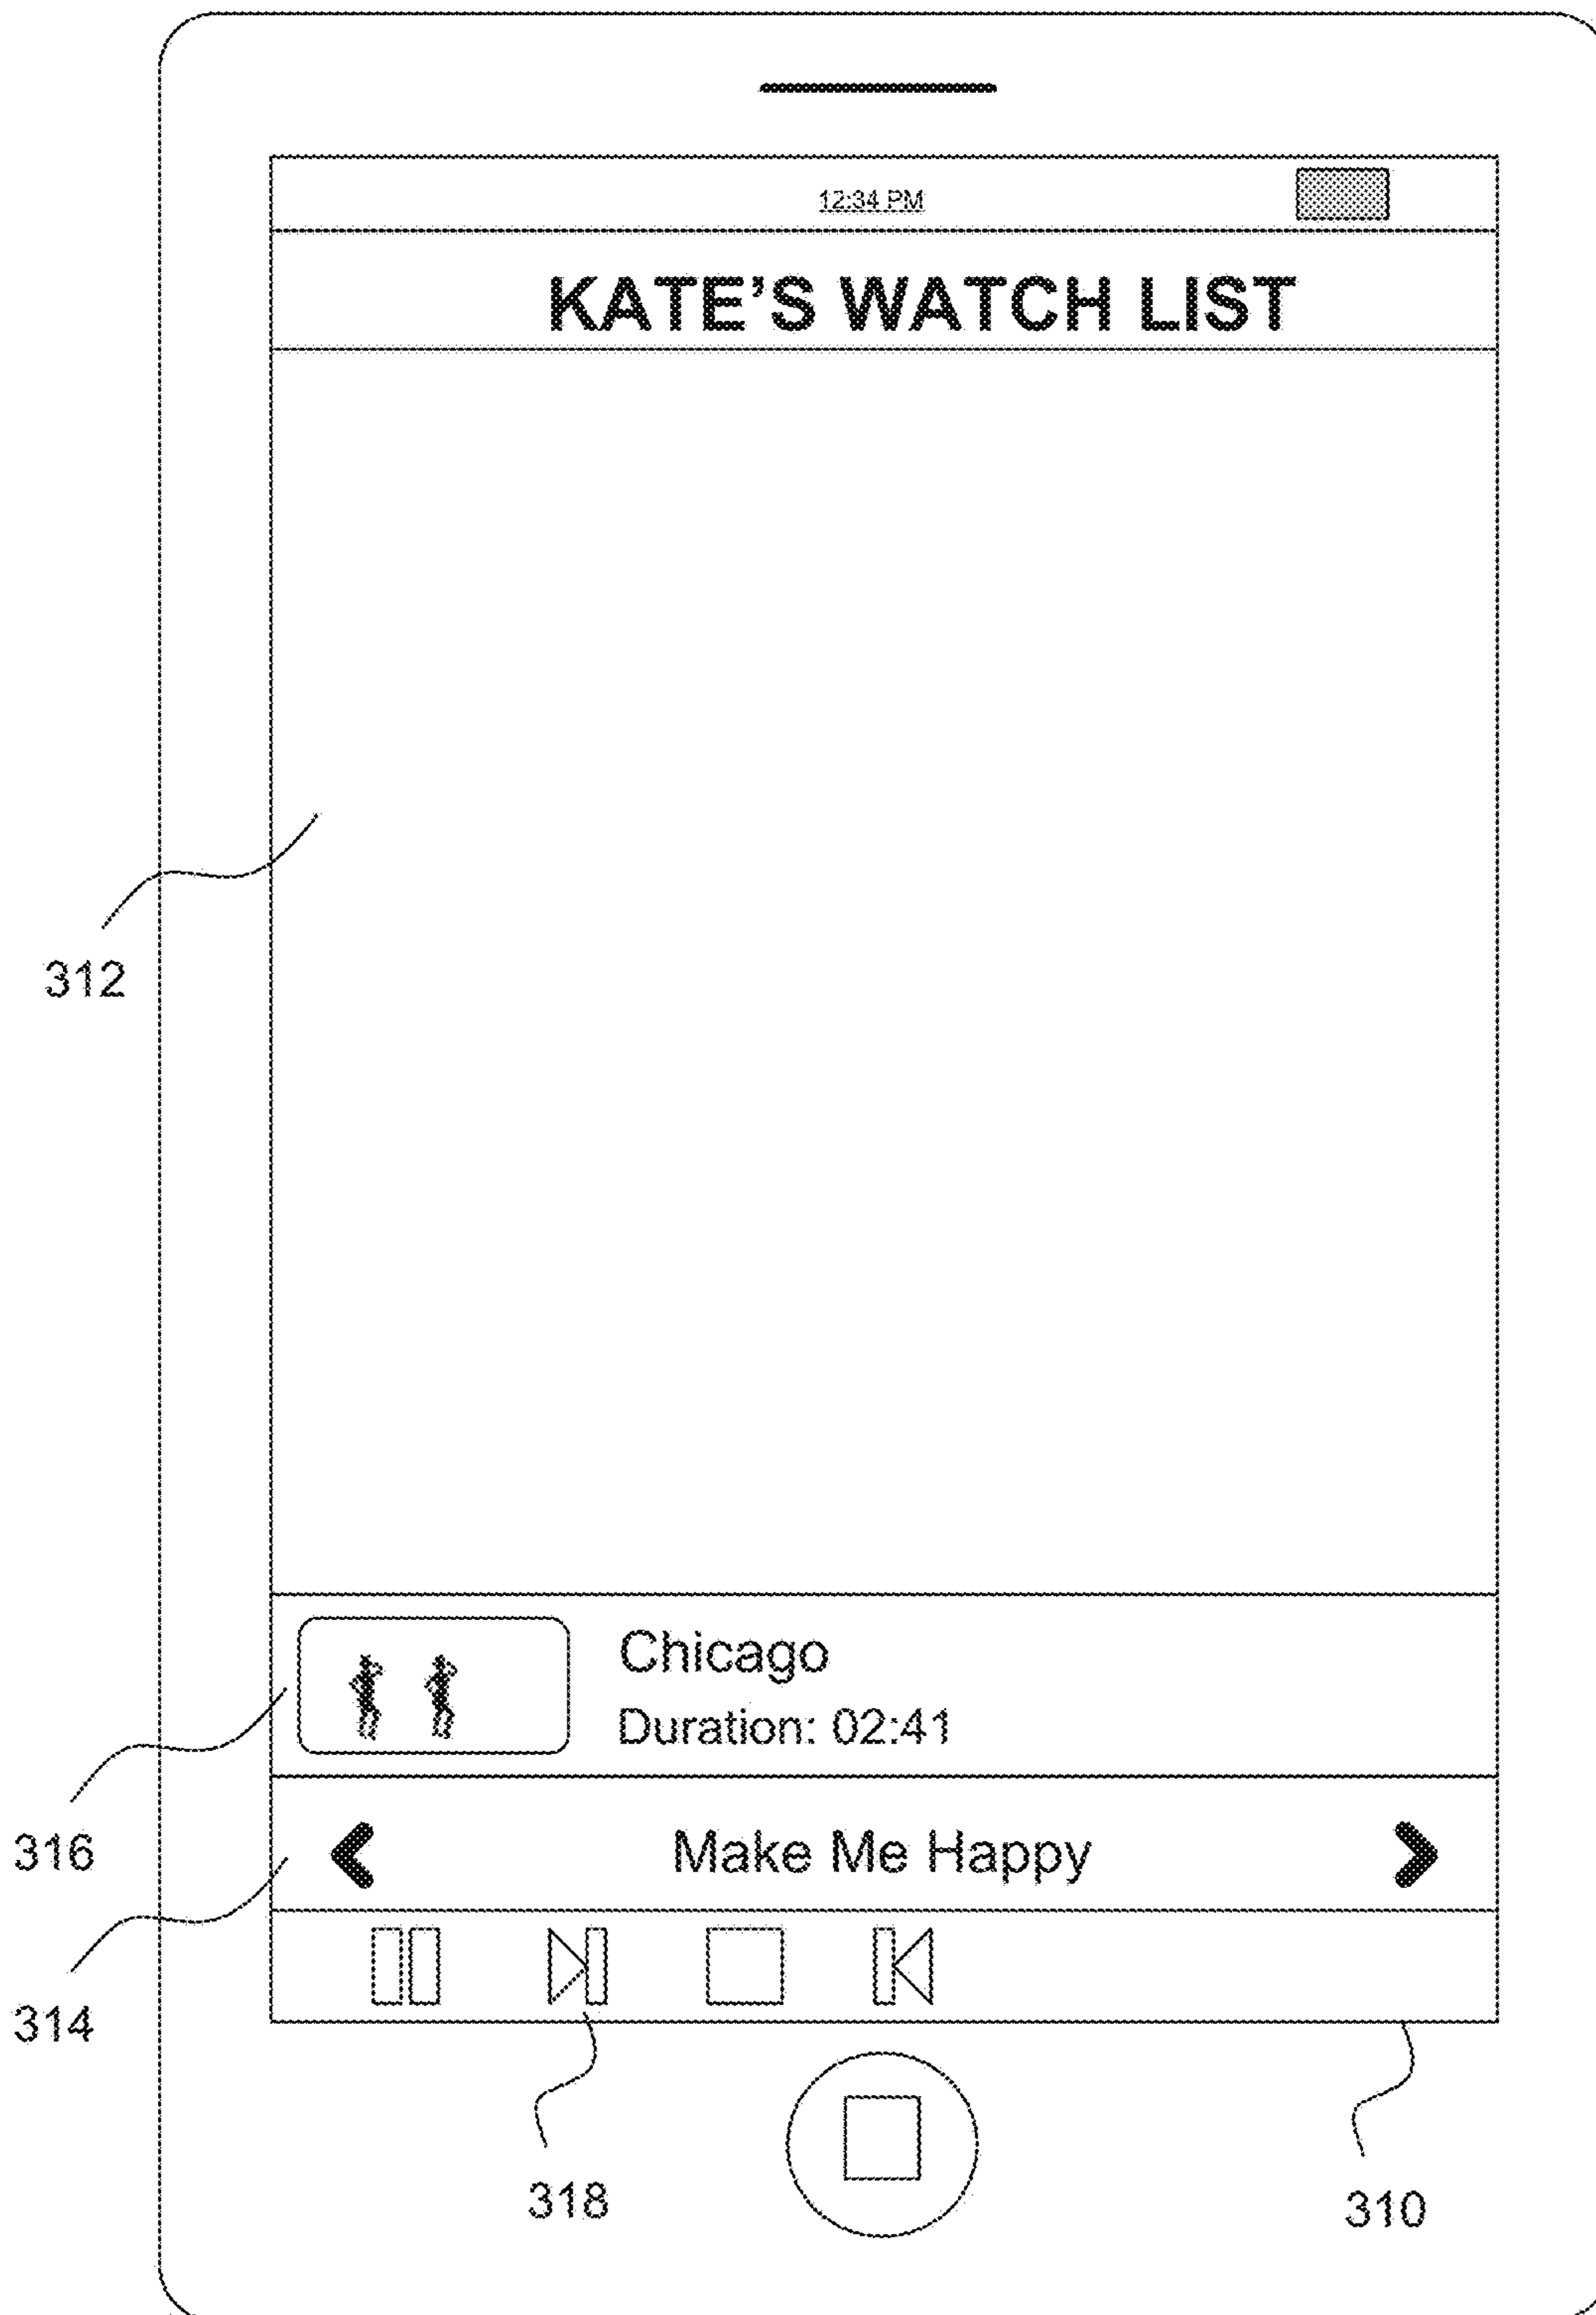 12:34 PM
KATE'S WATCH LIST
312
Chicago
Duration: 02:41
316
Make Me Happy
314
318
310